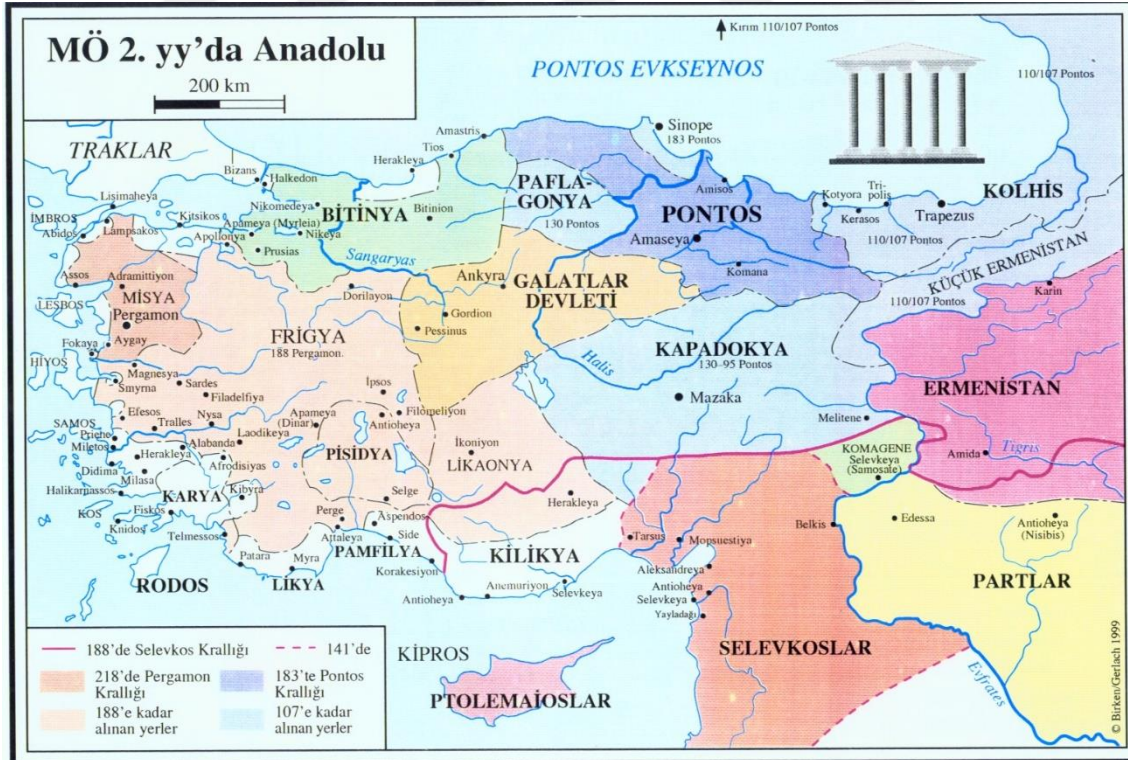 MÖ 2. yy'da Anadolu
200 km
Kırım 110/107 Pontos
PONTOS EVKSEYNOS
110/107 Pontos
TRAKLAR
Sinope
183 Pontos
Amastris
Tios
Herakleya
Bizans
Halkedon
PAFLA-
GONYA
130 Pontos
Amisos
Kotyora
Tri-
polis
Kerasos
KOLHİS
Trapezus
110/107 Pontos
Lişimaheya
İMBROS
Abidos
Lampsakos
Kitsikos
Nikomedeya
Apameya (Myrleia)
Apollonya
Nikeya
Prusias
BİTİNYA
Bitinion
PONTOS
Amaseya
Komana
KÜÇÜK ERMENİSTAN
110/107 Pontos
Karin
Sangaryas
Ankyra
GALATLAR
DEVLETİ
Assos
Adramittiyon
LESBOS
MİSYA
Pergamon
Aygay
Dorilayon
Gordion
Pessinus
FRİGYA
188 Pergamon
Halis
KAPADOKYA
130–95 Pontos
Mazaka
ERMENİSTAN
Fokaya
HİYOS
Magnesya
Smyrna
Sardes
Filadelfiya
İpsos
Filomeliyon
Antioheya
Apameya
(Dinar)
Melitene
Efesos
Tralles
Nysa
SAMOS
Priene
Miletos
Laodikeya
Alabanda
Herakleya
Afrodisiyas
PİSİDYA
İkoniyon
LİKAONYA
KOMAGENE
Selevkeya
(Samosate)
Amida
Tigris
Didima
Milasa
Halikarnassos
KARYA
Kibyra
Selge
Herakleya
KOS
Fiskos
Knidos
Telmessos
Perge
Aspendos
Attaleya
Side
PAMFİLYA
Korakesiyon
Patara
Myra
LİKYA
RODOS
KİLİKYA
Antioheya
Anemuriyon
Selevkeya
Tarsus
Mopsuestiya
Belkis
Edessa
Antioheya
(Nisibis)
Aleksandreya
Antioheya
Selevkeya
Yayladağı
PARTLAR
SELEVKOSLAR
KİPROS
PTOLEMAİOSLAR
Evfrates
188'de Selevkos Krallığı
141'de
218'de Pergamon
Krallığı
183'te Pontos
Krallığı
188'e kadar
alınan yerler
107'e kadar
alınan yerler
© Birken/Gerlach 1999